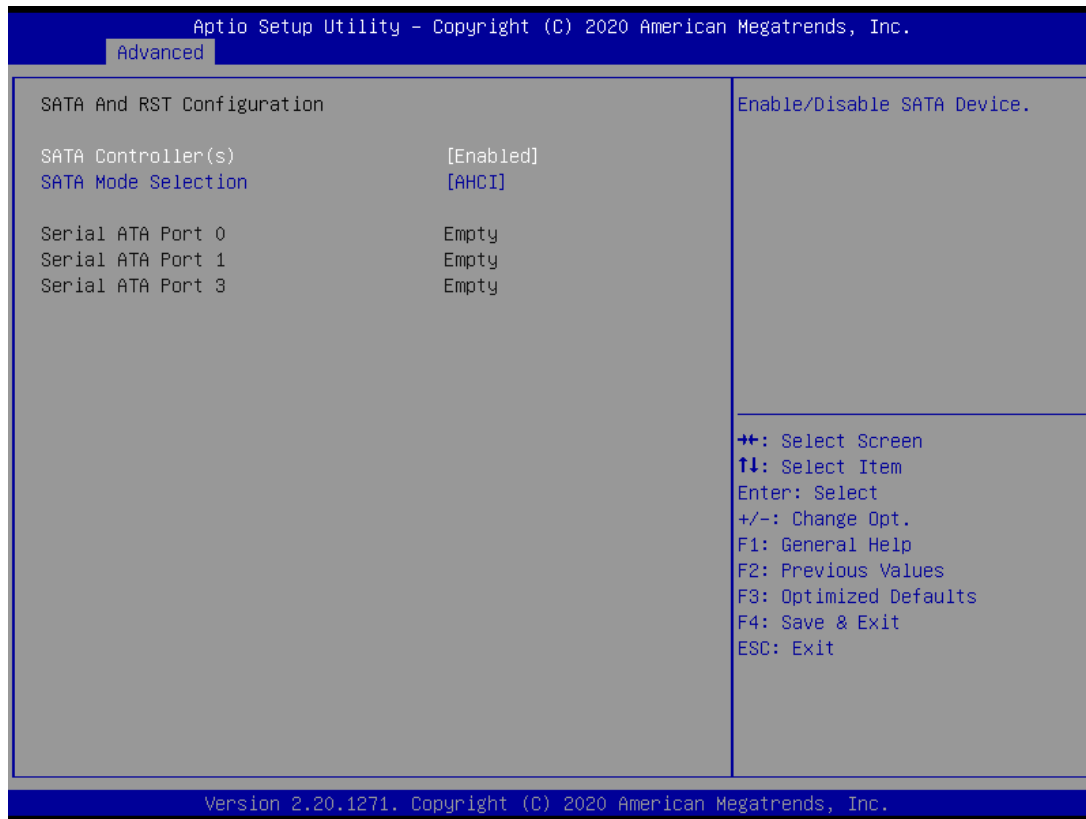 Aptio Setup Utility – Copyright (C) 2020 American Megatrends, Inc.
Advanced
SATA And RST Configuration
SATA Controller(s) [Enabled]
SATA Mode Selection [AHCI]
Serial ATA Port 0 Empty
Serial ATA Port 1 Empty
Serial ATA Port 3 Empty
Enable/Disable SATA Device.
→←: Select Screen
↑↓: Select Item
Enter: Select
+/-: Change Opt.
F1: General Help
F2: Previous Values
F3: Optimized Defaults
F4: Save & Exit
ESC: Exit
Version 2.20.1271. Copyright (C) 2020 American Megatrends, Inc.